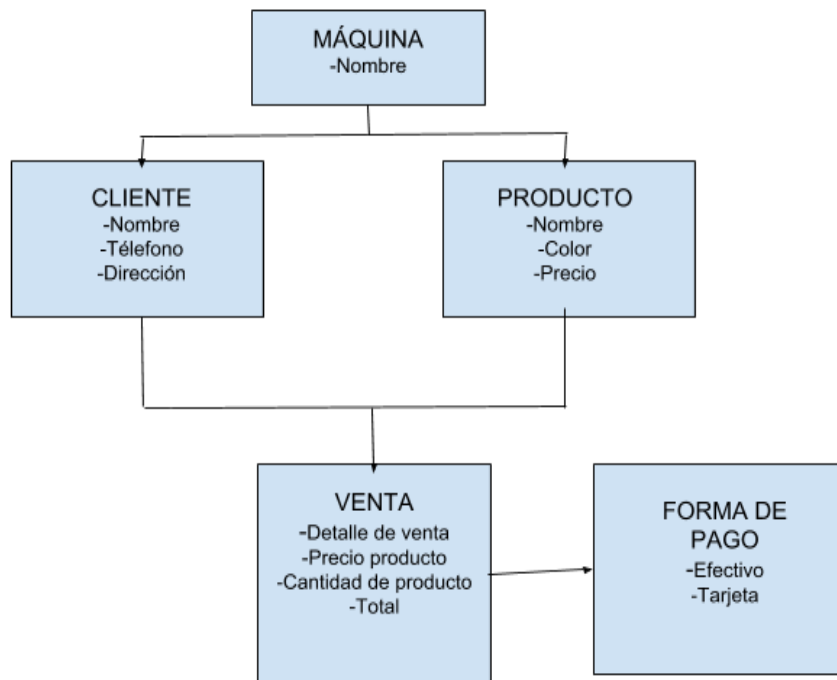 MÁQUINA
-Nombre
CLIENTE
-Nombre
-Télefono
-Dirección
PRODUCTO
-Nombre
-Color
-Precio
VENTA
-Detalle de venta
-Precio producto
-Cantidad de producto
-Total
FORMA DE
PAGO
-Efectivo
-Tarjeta